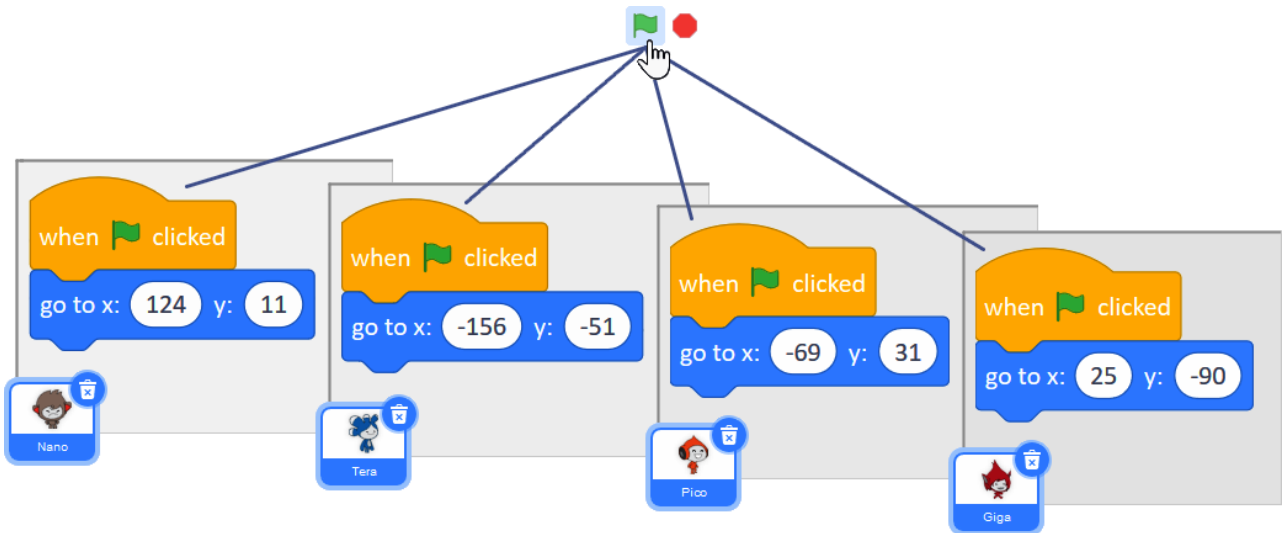 when clicked
go to x: 124 y: 11
Nano
when clicked
go to x: -156 y: -51
Tera
when clicked
go to x: -69 y: 31
Pico
when clicked
go to x: 25 y: -90
Giga